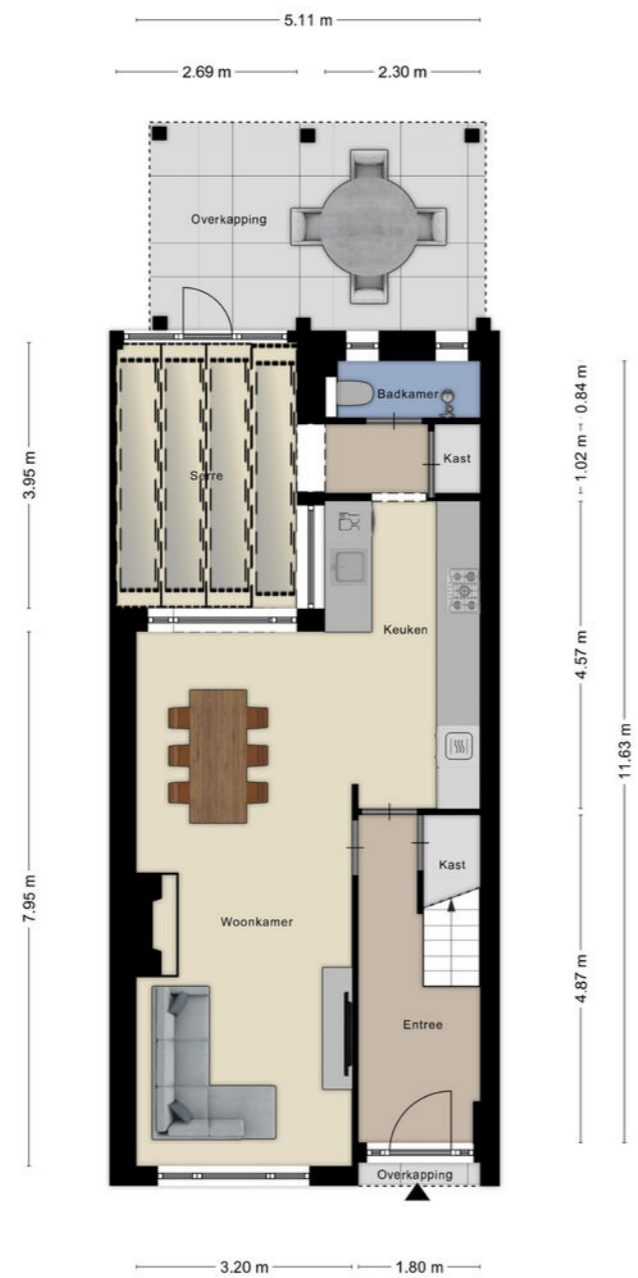 5.11 m
2.69 m
2.30 m
Overkapping
Badkamer
0.84 m
Kast
1.02 m
Serre
3.95 m
Keuken
4.57 m
11.63 m
Kast
7.95 m
Woonkamer
4.87 m
Entree
Overkapping
3.20 m
1.80 m